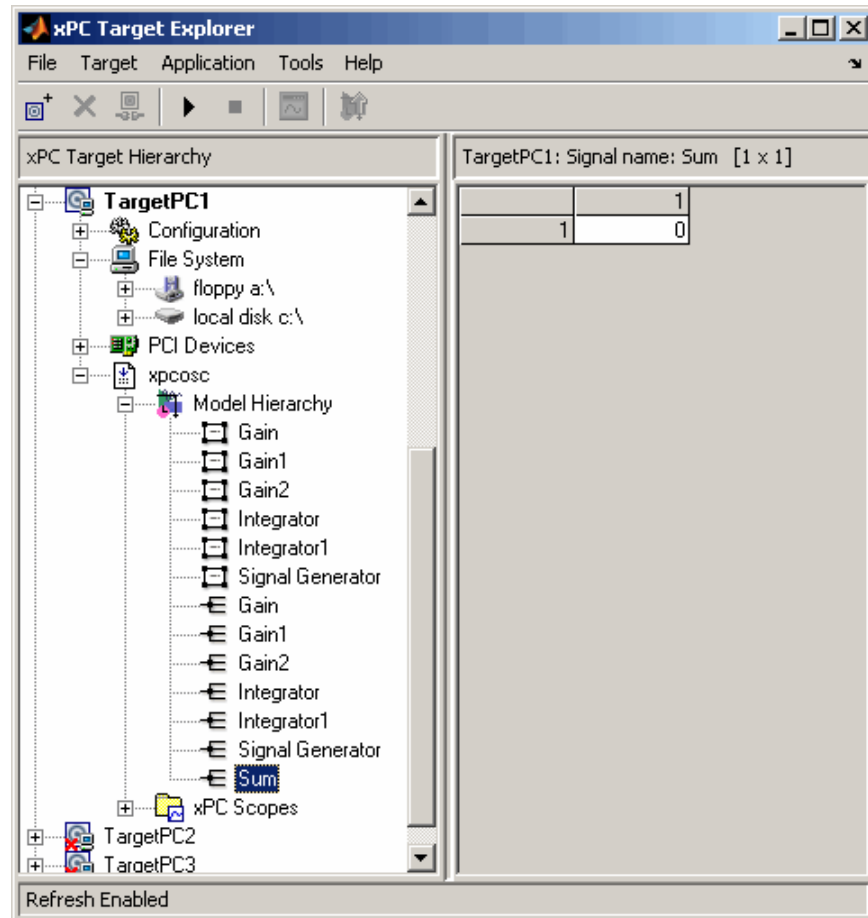 xPC Target Explorer
File Target Application Tools Help
xPC Target Hierarchy
TargetPC1: Signal name: Sum [1 x 1]
TargetPC1
Configuration
File System
floppy a:\
local disk c:\
PCI Devices
xpcosc
Model Hierarchy
Gain
Gain1
Gain2
Integrator
Integrator1
Signal Generator
Gain
Gain1
Gain2
Integrator
Integrator1
Signal Generator
Sum
xPC Scopes
TargetPC2
TargetPC3
1
1 0
Refresh Enabled